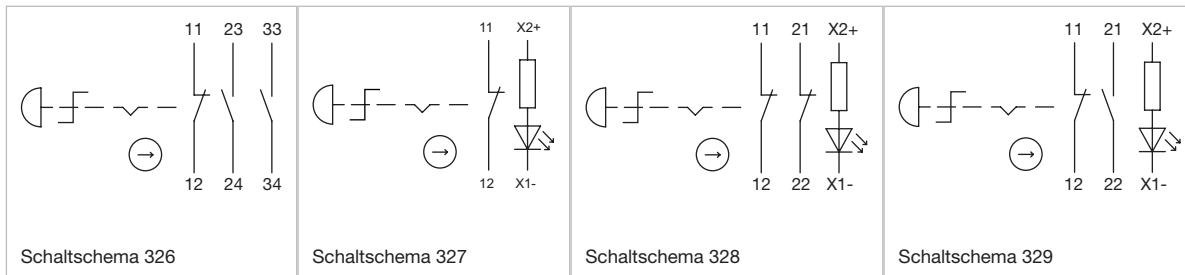 11 23 33
12 24 34
Schaltschema 326
11 X2+
12 X1-
Schaltschema 327
11 21 X2+
12 22 X1-
Schaltschema 328
11 21 X2+
12 22 X1-
Schaltschema 329